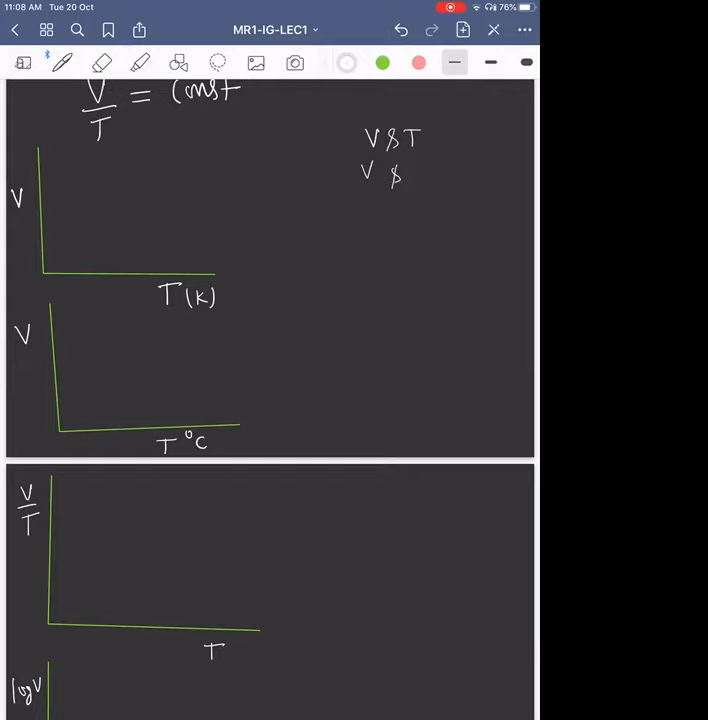 11:08 AM Tue 20 Oct
76%
MR1-IG-LEC1
V/T = Const
V & T
V &
V
T (K)
V
T °C
V/T
T
log V